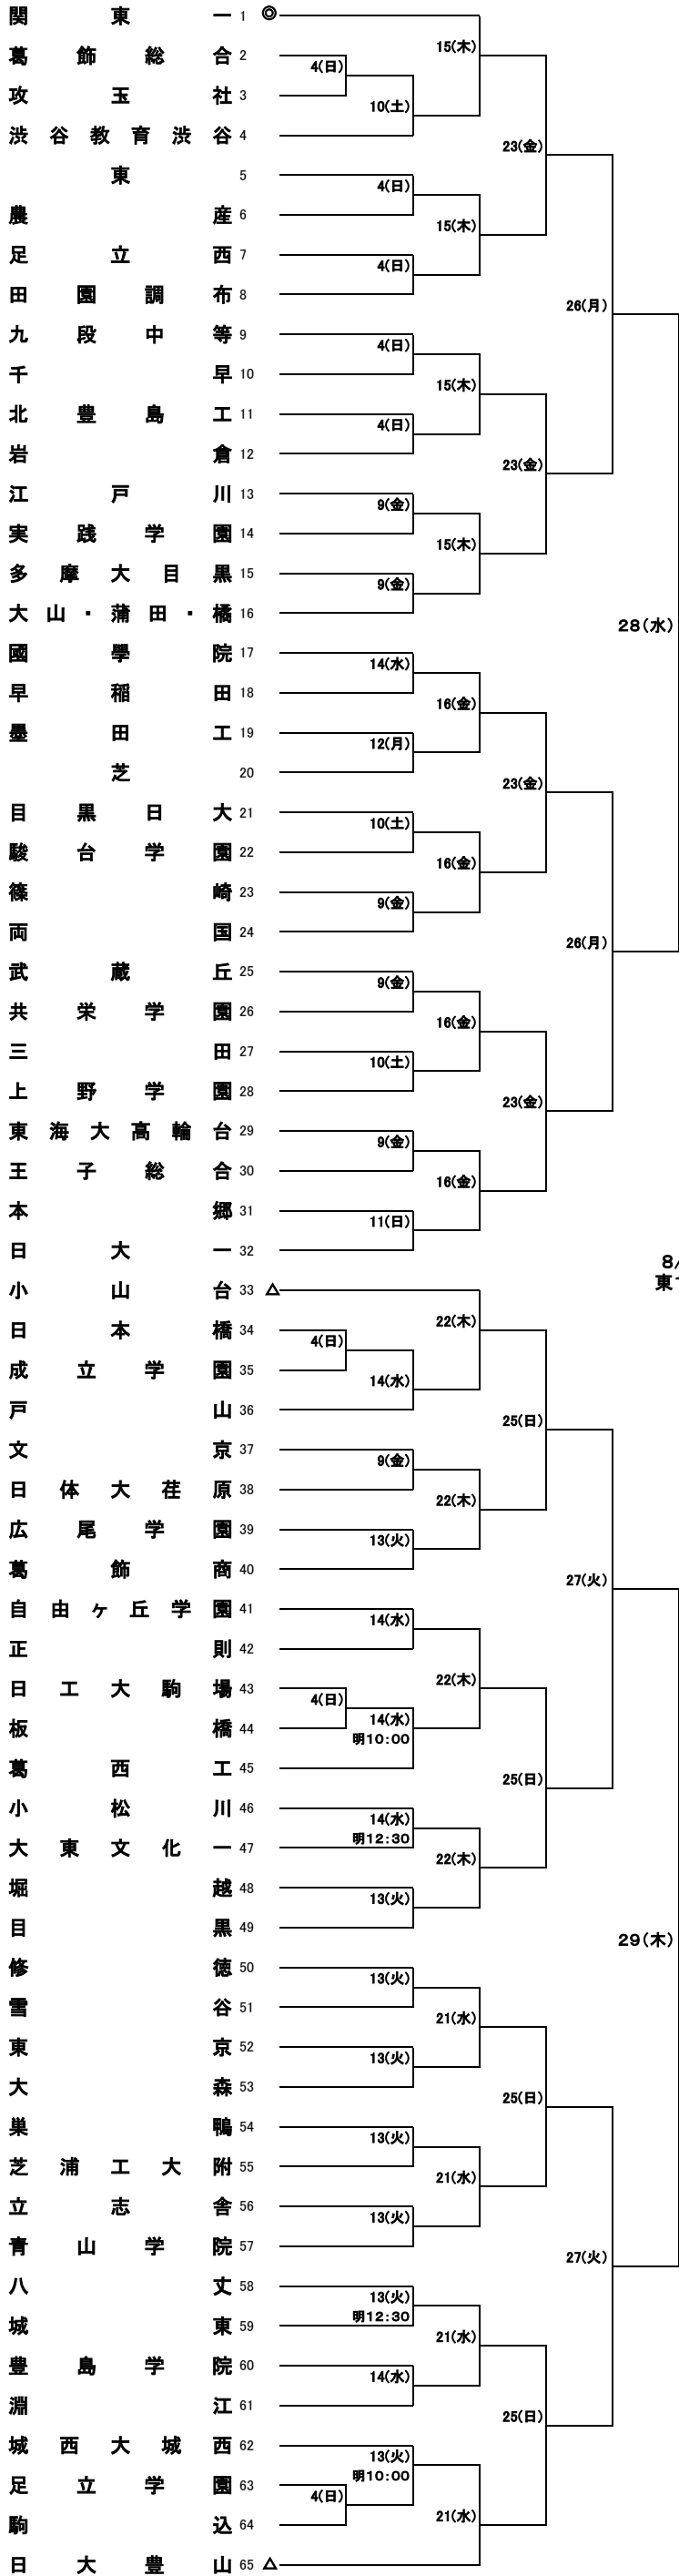 関東一 1 ◎
15(木)
葛飾総合 2
4(日)
攻玉社 3
10(土)
渋谷教育渋谷 4
23(金)
東 5
4(日)
農産 6
15(木)
足立西 7
4(日)
田園調布 8
26(月)
九段中等 9
4(日)
千早 10
15(木)
北豊島工 11
4(日)
岩倉 12
23(金)
江戸川 13
9(金)
実践学園 14
15(木)
多摩大目黒 15
9(金)
大山・蒲田・橘 16
28(水)
國學院 17
14(水)
早稲田 18
16(金)
墨田工 19
12(月)
芝 20
23(金)
目黒日大 21
10(土)
駿台学園 22
16(金)
篠崎 23
9(金)
両国 24
26(月)
武蔵丘 25
9(金)
共栄学園 26
16(金)
三田 27
10(土)
上野学園 28
23(金)
東海大高輪台 29
9(金)
王子総合 30
16(金)
本郷 31
11(日)
日大一 32
8/
東
小山台 33 △
22(木)
日本橋 34
4(日)
成立学園 35
14(水)
戸山 36
25(日)
文京 37
9(金)
日体大荏原 38
22(木)
広尾学園 39
13(火)
葛飾商 40
27(火)
自由ヶ丘学園 41
14(水)
正則 42
22(木)
日工大駒場 43
4(日)
板橋 44
14(水)
明10:00
葛西工 45
25(日)
小松川 46
14(水)
明12:30
大東文化一 47
22(木)
堀越 48
13(火)
目黒 49
29(木)
修徳 50
13(火)
雪谷 51
21(水)
東京 52
13(火)
大森 53
25(日)
巣鴨 54
13(火)
芝浦工大附 55
21(水)
立志舎 56
13(火)
青山学院 57
27(火)
八丈 58
13(火)
明12:30
城東 59
21(水)
豊島学院 60
14(水)
淵江 61
25(日)
城西大城西 62
13(火)
明10:00
足立学園 63
4(日)
駒込 64
21(水)
日大豊山 65 △